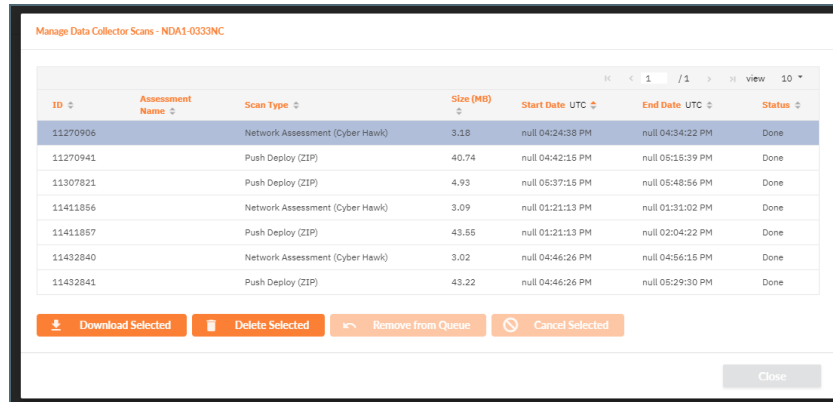 Manage Data Collector Scans - NDA1-0333NC
1 / 1 view 10
ID Assessment Name Scan Type Size (MB) Start Date UTC End Date UTC Status
11270906 Network Assessment (Cyber Hawk) 3.18 null 04:24:38 PM null 04:34:22 PM Done
11270941 Push Deploy (ZIP) 40.74 null 04:42:15 PM null 05:15:39 PM Done
11307821 Push Deploy (ZIP) 4.93 null 05:37:15 PM null 05:48:56 PM Done
11411856 Network Assessment (Cyber Hawk) 3.09 null 01:21:13 PM null 01:31:02 PM Done
11411857 Push Deploy (ZIP) 43.55 null 01:21:13 PM null 02:04:22 PM Done
11432840 Network Assessment (Cyber Hawk) 3.02 null 04:46:26 PM null 04:56:15 PM Done
11432841 Push Deploy (ZIP) 43.22 null 04:46:26 PM null 05:29:30 PM Done
Download Selected Delete Selected Remove from Queue Cancel Selected
Close